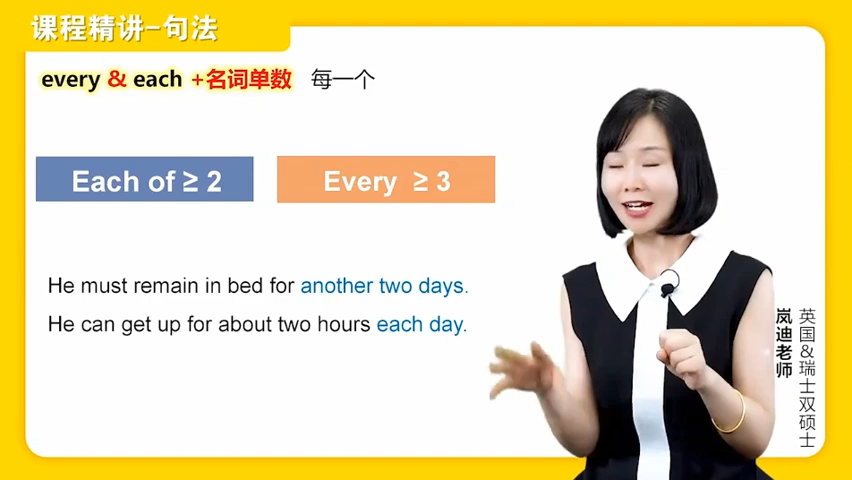 课程精讲-句法
every & each +名词单数 每一个
Each of ≥ 2
Every ≥ 3
He must remain in bed for another two days.
He can get up for about two hours each day.
英国&瑞士双硕士
岚迪老师